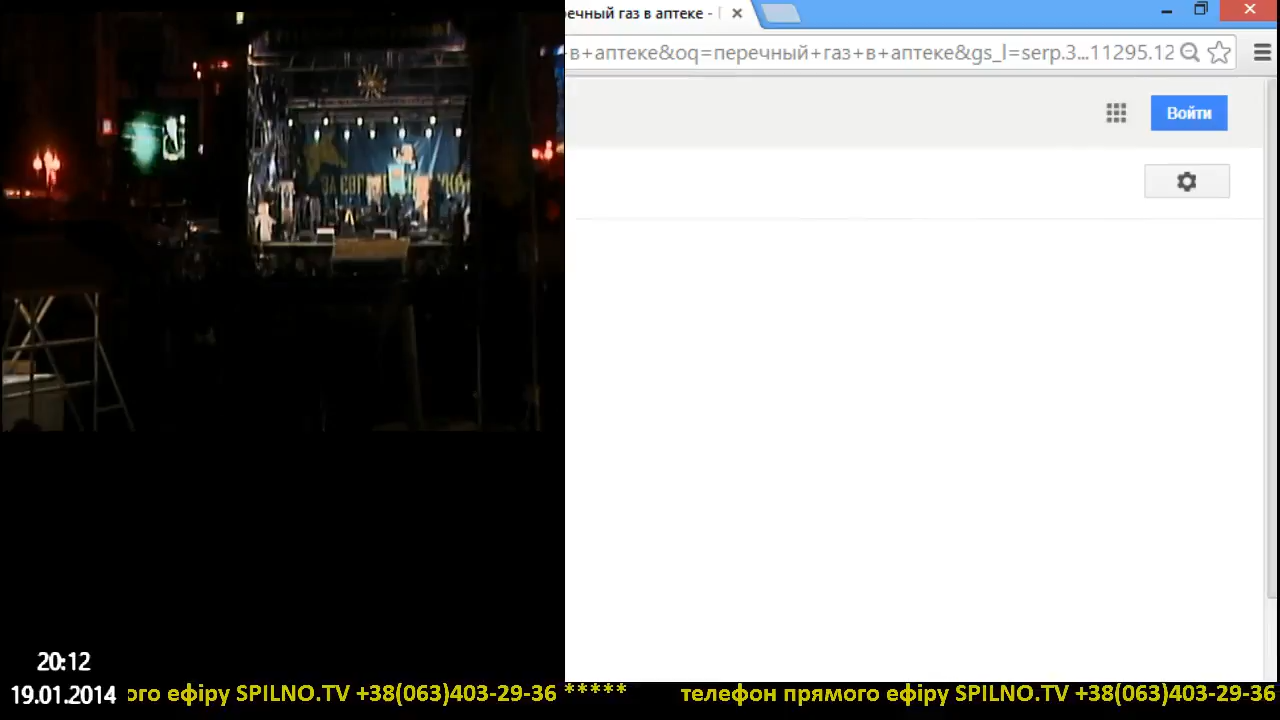 ечный газ в аптеке -
в+аптеке&oq=перечный+газ+в+аптеке&gs_l=serp.3...11295.12
Войти
ЗА ЄВРО
20:12
19.01.2014
ого ефіру SPILNO.TV +38(063)403-29-36 ***** телефон прямого ефіру SPILNO.TV +38(063)403-29-36